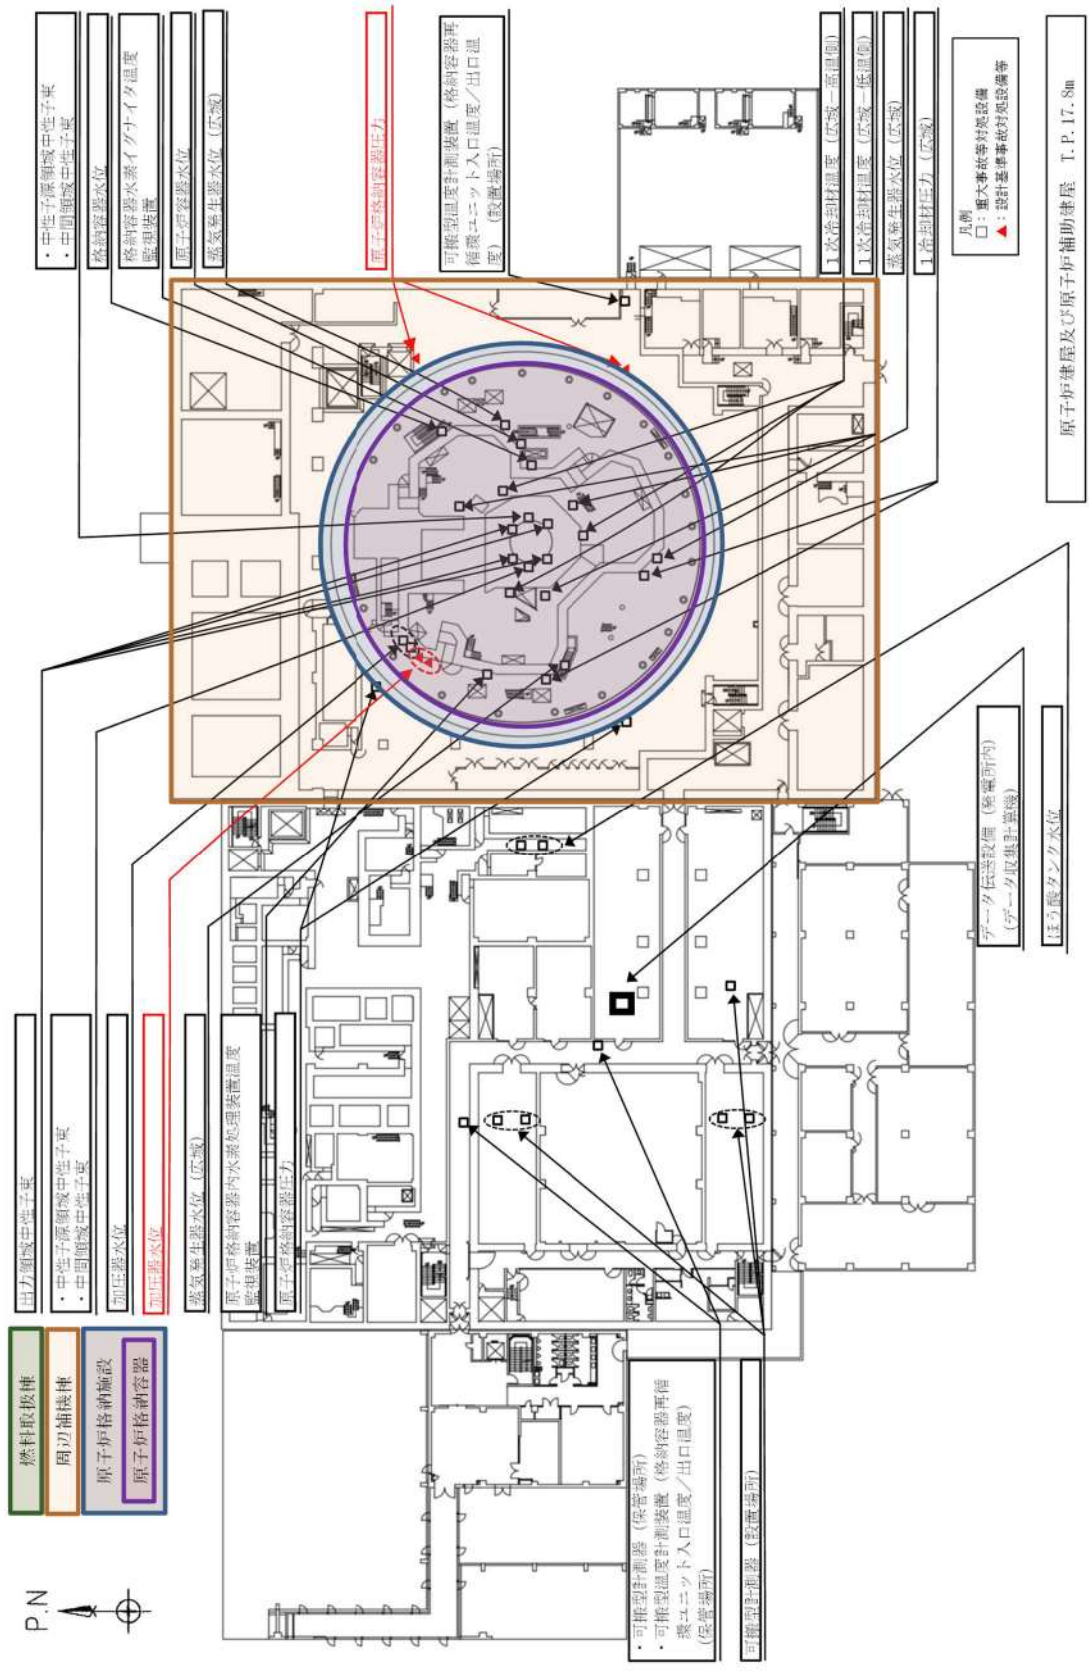 P.N
燃料取扱棟
周辺補機棟
原子炉格納施設
原子炉格納容器
出力領域中性子束
・中性子源領域中性子束
・中間領域中性子束
加圧器水位
加圧器水位
蒸気発生器水位（広域）
原子炉格納容器内水素処理装置温度
監視装置
原子炉格納容器圧力
・中性子源領域中性子束
・中間領域中性子束
格納容器水位
格納容器水素イグナイタ温度
監視装置
原子炉容器水位
蒸気発生器水位（広域）
原子炉格納容器圧力
可搬型温度計測装置（格納容器再
循環ユニット入口温度／出口温
度）（設置場所）
1次冷却材温度（広域－高温側）
1次冷却材温度（広域－低温側）
蒸気発生器水位（広域）
1冷却材圧力（広域）
凡例
□：重大事故等対処設備
▲：設計基準事故対処設備等
・可搬型計測器（保管場所）
・可搬型温度計測装置（格納容器再循
環ユニット入口温度／出口温度）
（保管場所）
可搬型計測器（設置場所）
データ伝送設備（発電所内）
（データ収集計算機）
ほう酸タンク水位
原子炉建屋及び原子炉補助建屋 T.P.17.8m